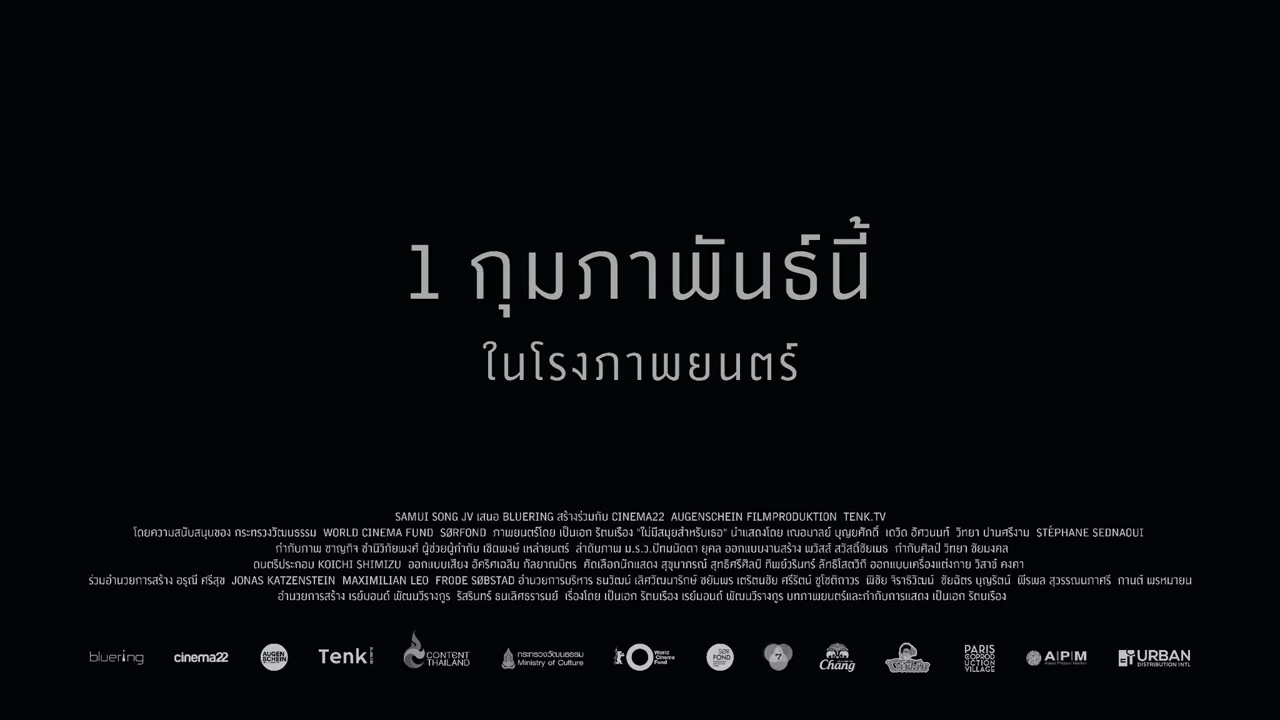 1 กุมภาพันธ์นี้
ในโรงภาพยนตร์
SAMUI SONG JV เสนอ BLUERING สร้างร่วมกับ CINEMA22 AUGENSCHEIN FILMPRODUKTION TENK.TV
โดยความสนับสนุนของ กระทรวงวัฒนธรรม WORLD CINEMA FUND SØRFOND ภาพยนตร์โดย เป็นเอก รัตนเรือง "ไม่มีสมุยสำหรับเธอ" นำแสดงโดย เฌอมาลย์ บุญยศักดิ์ เดวิด อัศวนนท์ วิทยา ปานศรีงาม STÉPHANE SEDNAOUI
กำกับภาพ ชาญกิจ ชำนิวิภัยพงศ์ ผู้ช่วยผู้กำกับ เชิดพงษ์ เหล่ายนตร์ ลำดับภาพ ม.ร.ว.ปัทมนัดดา ยุคล ออกแบบงานสร้าง พวัสส์ สวัสดิ์ชัยเมธ กำกับศิลป์ วิทยา ชัยมงคล
ดนตรีประกอบ KOICHI SHIMIZU ออกแบบเสียง อัคริศเฉลิม กัลยาณมิตร คัดเลือกนักแสดง สุขุมาภรณ์ สุทธิศรีศิลป์ ทิพย์วรินทร์ ลัทธิโสตวิถี ออกแบบเครื่องแต่งกาย วิสาข์ คงคา
ร่วมอำนวยการสร้าง อรุณี ศรีสุข JONAS KATZENSTEIN MAXIMILIAN LEO FRODE SØBSTAD อำนวยการบริหาร ธนวัฒน์ เลิศวัฒนารักษ์ ชยัมพร เตรัตนชัย ศรีรัตน์ ชูโชติถาวร พิชัย จิราธิวัฒน์ ชัยฉัตร บุญรัตน์ พีรพล สุวรรณนภาศรี กานต์ พรหมายน
อำนวยการสร้าง เรย์มอนด์ พัฒนวีรางกูร รัสรินทร์ ธนเลิศธรารมย์ เรื่องโดย เป็นเอก รัตนเรือง เรย์มอนด์ พัฒนวีรางกูร บทภาพยนตร์และกำกับการแสดง เป็นเอก รัตนเรือง
bluering
cinema22
AUGENSCHEIN
Tenk
CONTENT THAILAND
กระทรวงวัฒนธรรม
Ministry of Culture
World Cinema Fund
SØRFOND
7
Chang
PARIS COPRODUCTION VILLAGE
APM
URBAN
DISTRIBUTION INTL